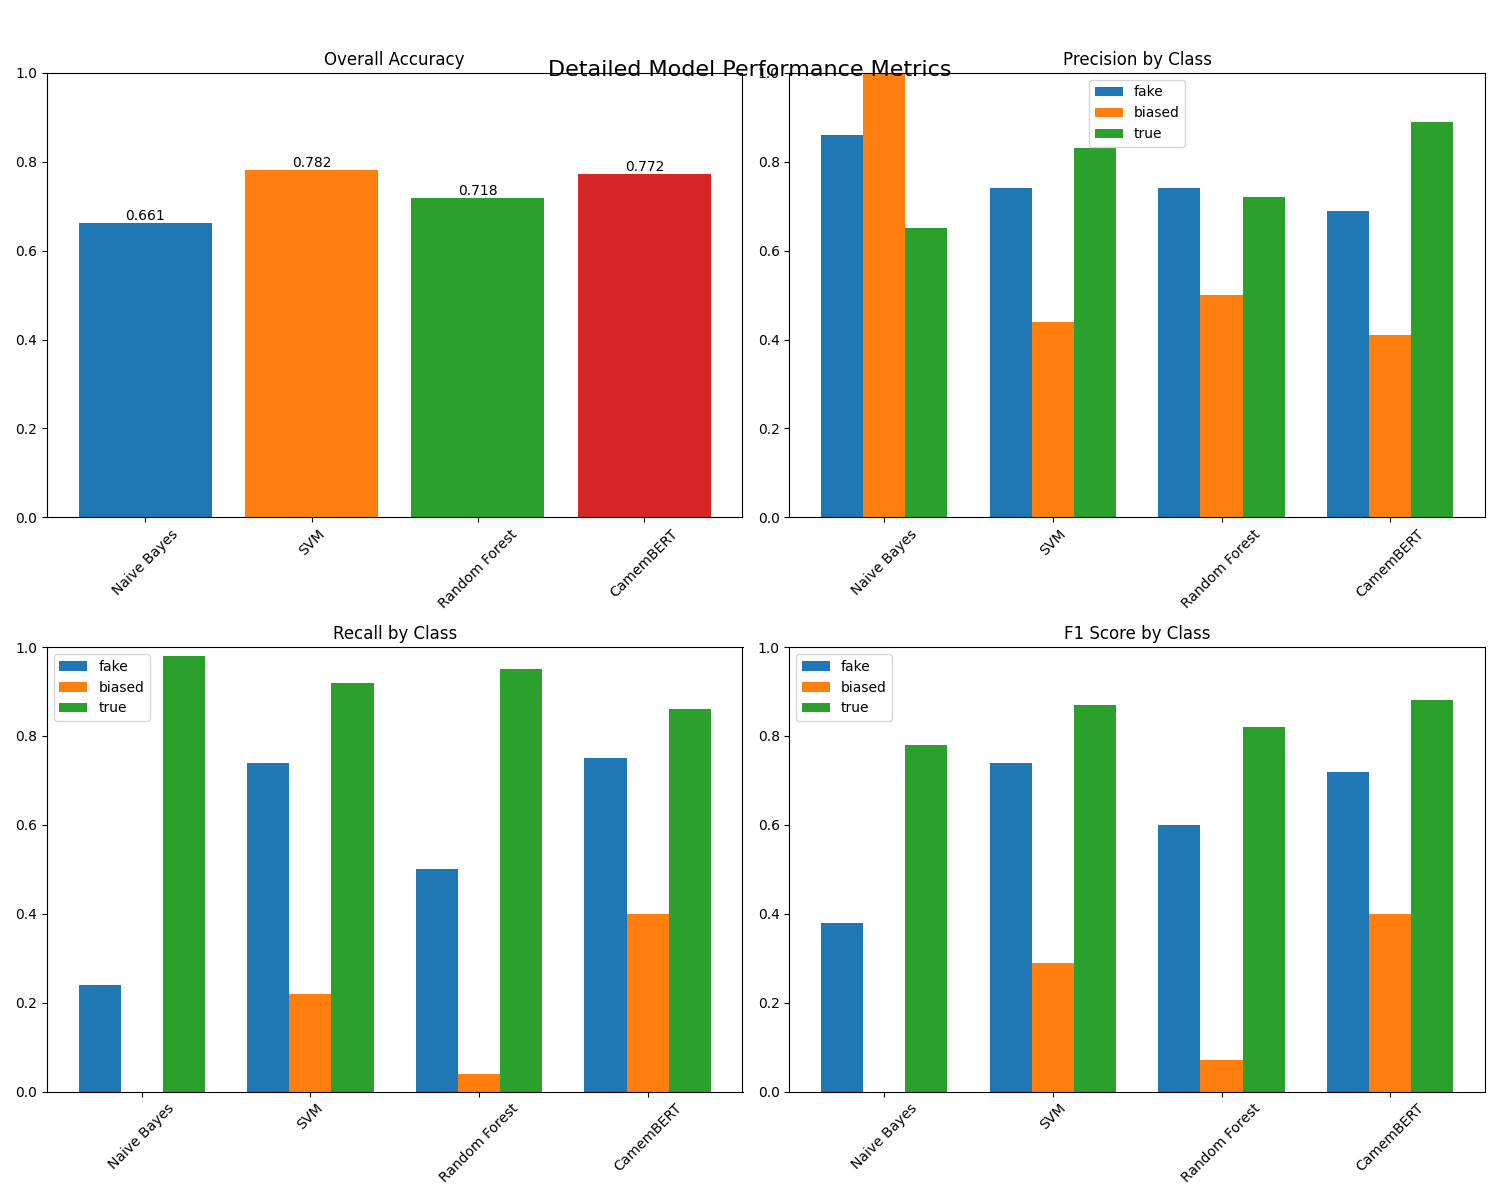 Detailed Model Performance Metrics
Overall Accuracy
1.0
0.8
0.6
0.4
0.2
0.0
0.661
0.782
0.718
0.772
Naive Bayes
SVM
Random Forest
CamemBERT
Precision by Class
1.0
0.8
0.6
0.4
0.2
0.0
fake
biased
true
Naive Bayes
SVM
Random Forest
CamemBERT
Recall by Class
1.0
0.8
0.6
0.4
0.2
0.0
fake
biased
true
Naive Bayes
SVM
Random Forest
CamemBERT
F1 Score by Class
1.0
0.8
0.6
0.4
0.2
0.0
fake
biased
true
Naive Bayes
SVM
Random Forest
CamemBERT